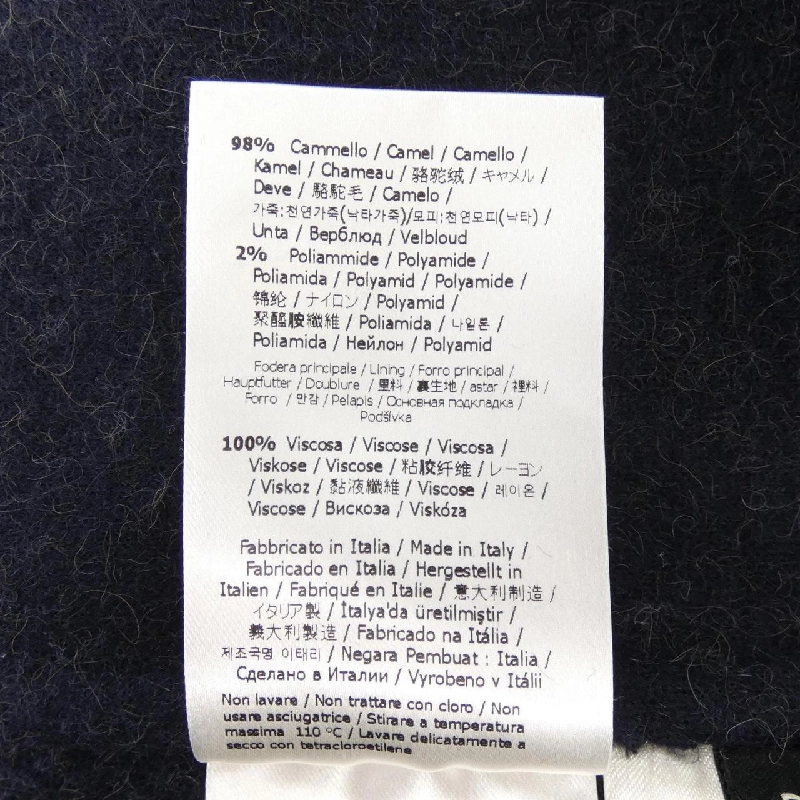 98% Cammello / Camel / Camello /
Kamel / Chameau / 骆驼绒 / キャメル /
Deve / 駱駝毛 / Camelo /
가죽:천연가죽(낙타가죽)/모피:천연모피(낙타) /
Unta / Верблюд / Velbloud
2% Poliammide / Polyamide /
Poliamida / Polyamid / Polyamide /
锦纶 / ナイロン / Polyamid /
聚醯胺纖維 / Poliamida / 나일론 /
Poliamida / Нейлон / Polyamid
Fodera principale / Lining / Forro principal /
Hauptfutter / Doublure / 里料 / 裏生地 / astar / 裡料 /
Forro / 안감 / Pelapis / Основная подкладка /
Podšívka
100% Viscosa / Viscose / Viscosa /
Viskose / Viscose / 粘胶纤维 / レーヨン
/ Viskoz / 黏液纖維 / Viscose / 레이온 /
Viscose / Вискоза / Viskóza
Fabbricato in Italia / Made in Italy /
Fabricado en Italia / Hergestellt in
Italien / Fabriqué en Italie / 意大利制造 /
イタリア製 / İtalya'da üretilmiştir /
義大利製造 / Fabricado na Itália /
제조국명 이태리 / Negara Pembuat : Italia /
Сделано в Италии / Vyrobeno v Itálii
Non lavare / Non trattare con cloro / Non
usare asciugatrice / Stirare a temperatura
massima 110 °C / Lavare delicatamente a
secco con tetracloroetilene